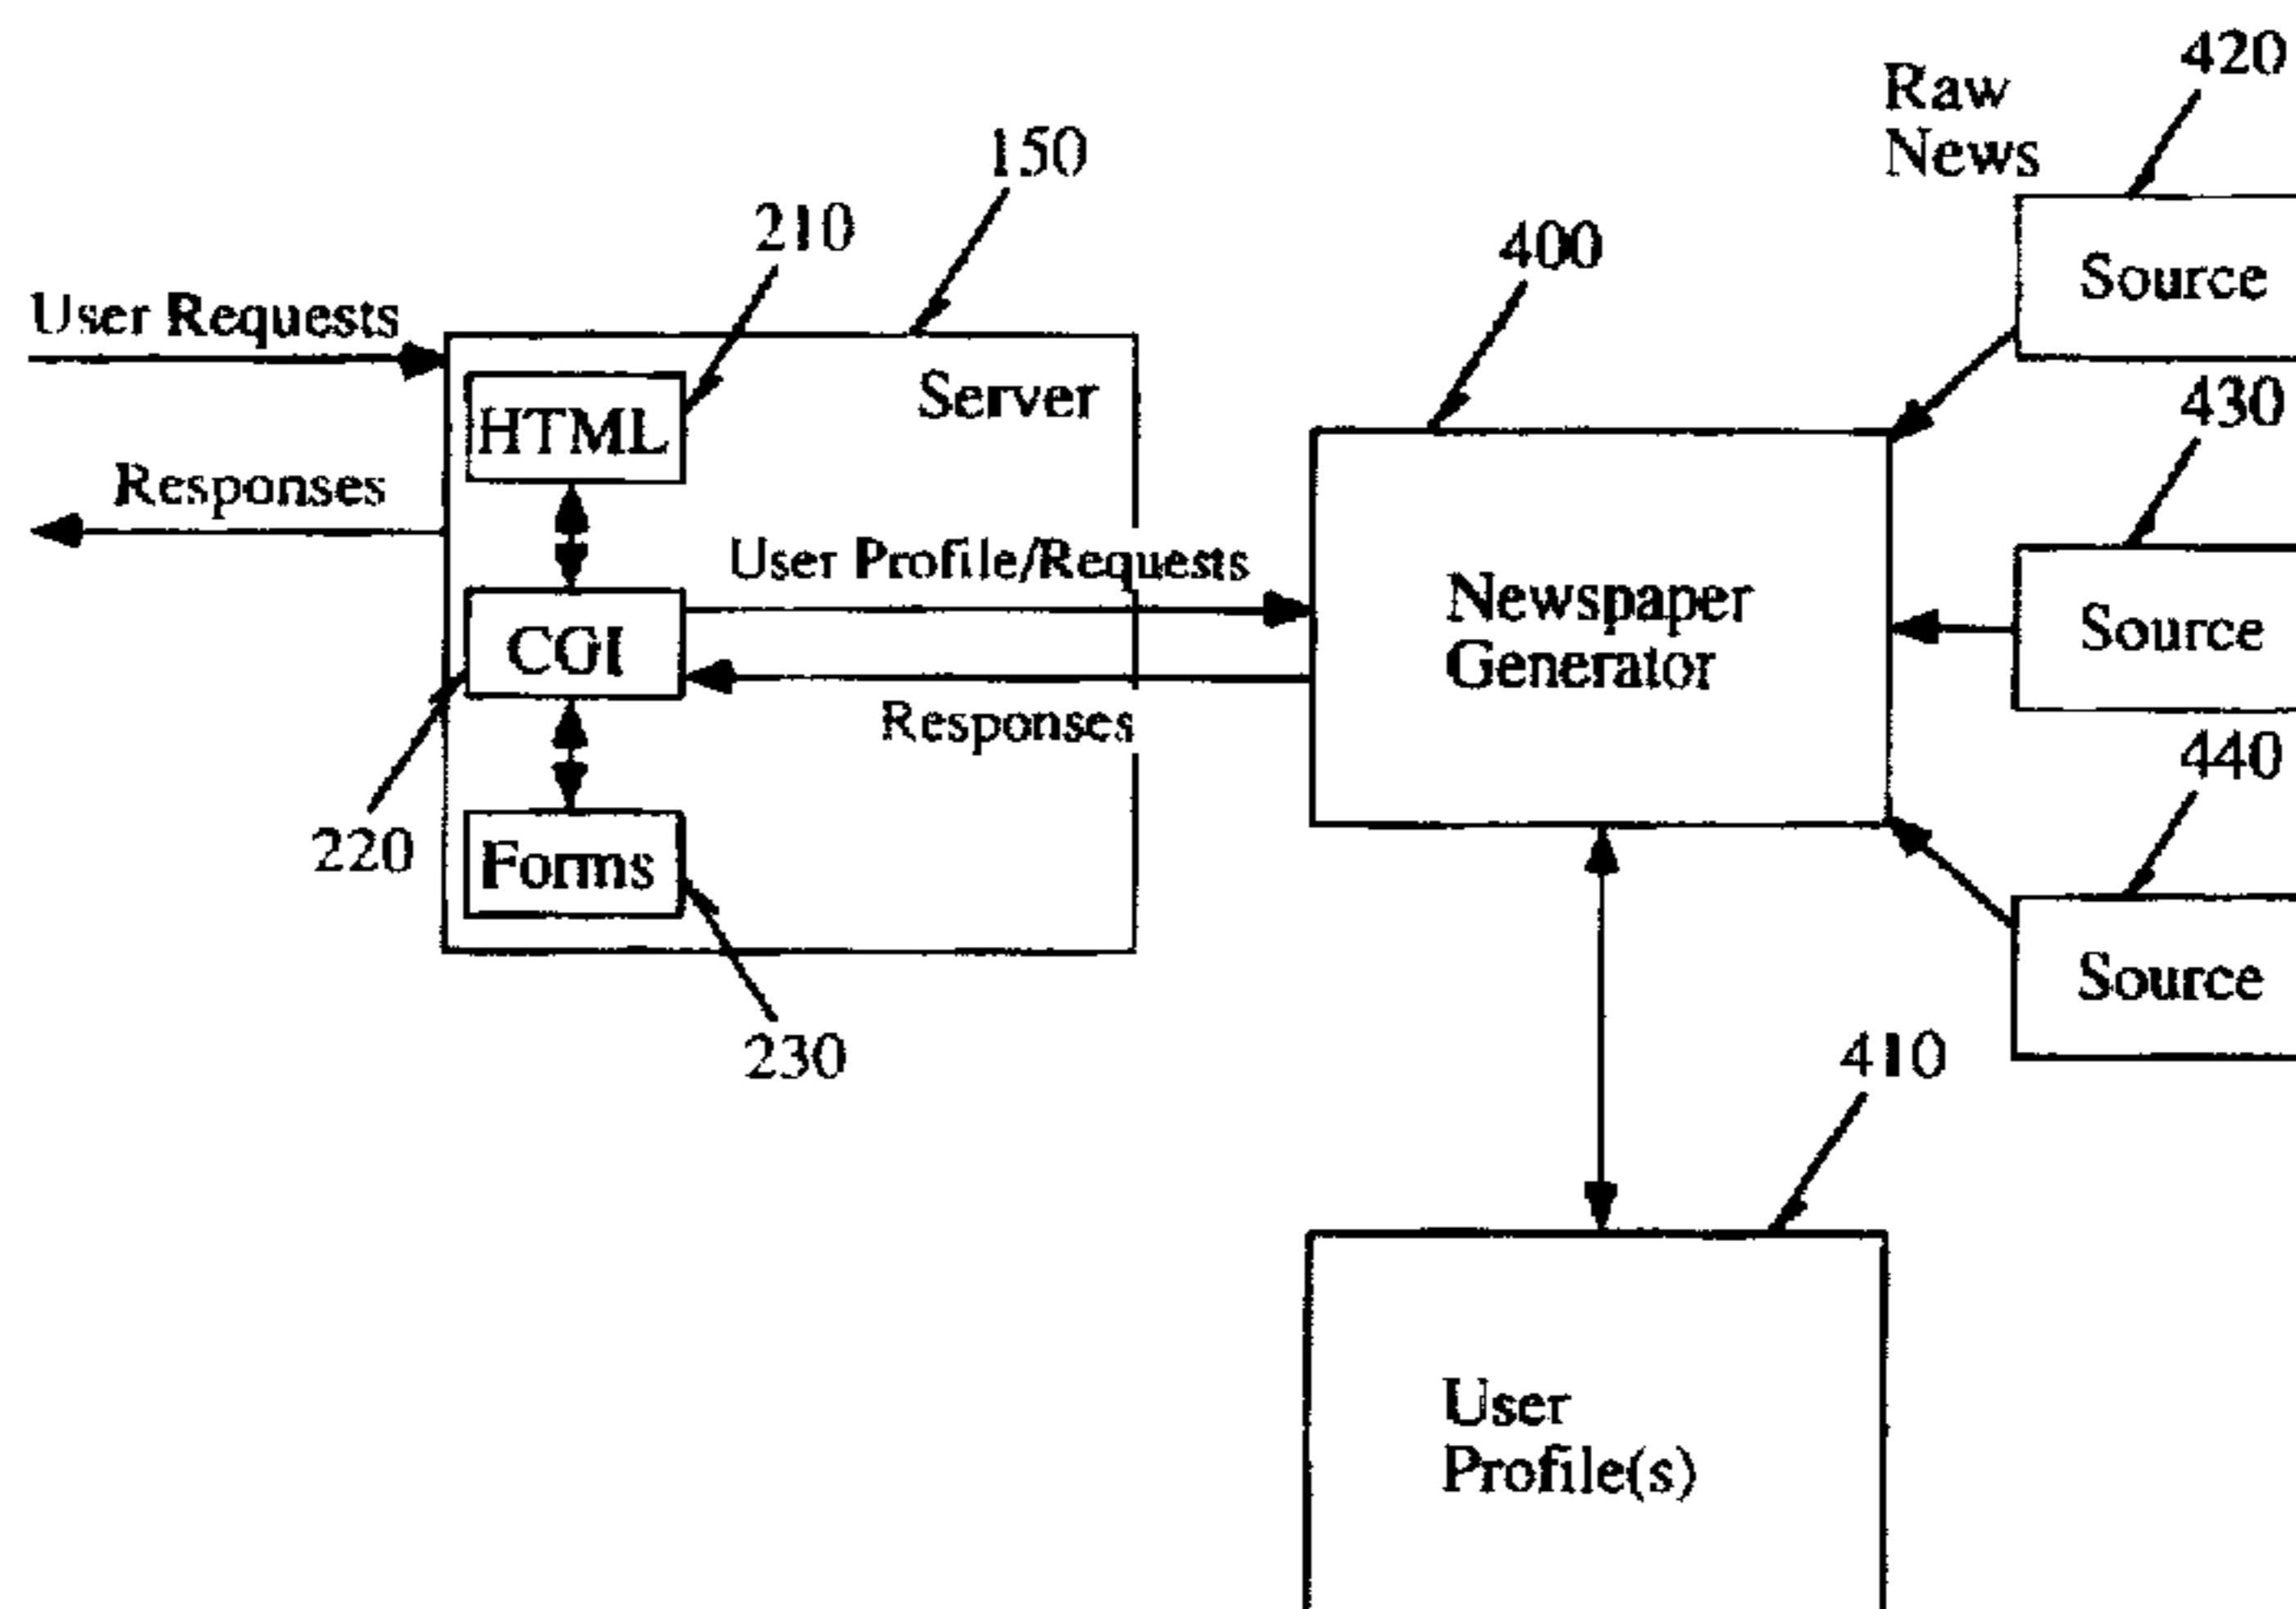 420
Raw
News
150
210
400
Source
User Requests
Server
430
HTML
Responses
User Profile/Requests
Newspaper
Generator
Source
CGI
Responses
440
220
Forms
Source
230
410
User
Profile(s)